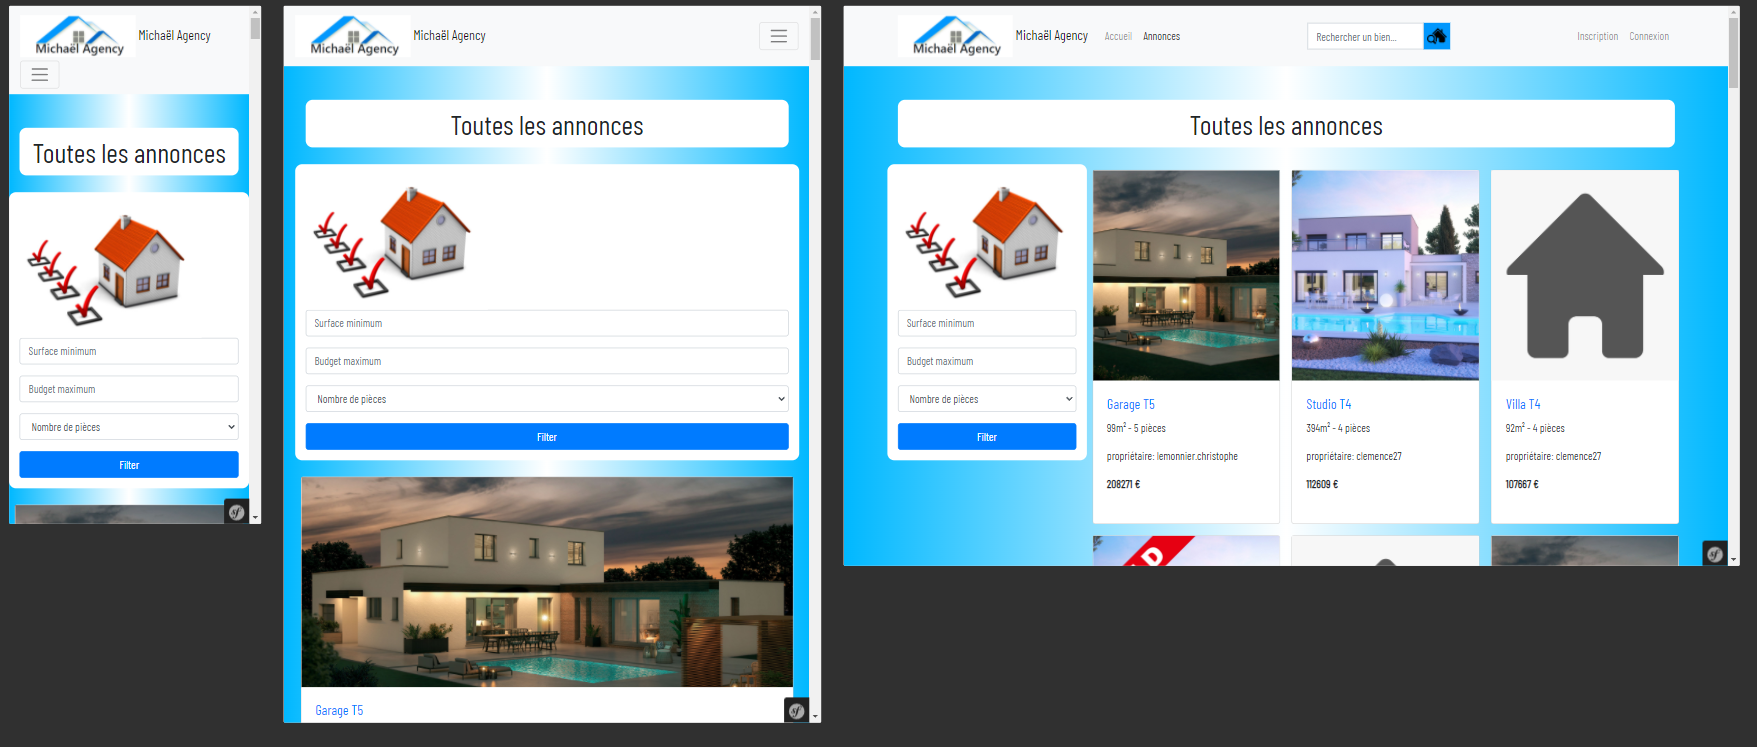 Michaël Agency
Michaël Agency
Toutes les annonces
Surface minimum
Budget maximum
Nombre de pièces
Filter
sf
Michaël Agency
Michaël Agency
Toutes les annonces
Surface minimum
Budget maximum
Nombre de pièces
Filter
Garage T5
sf
Michaël Agency
Michaël Agency
Accueil
Annonces
Rechercher un bien...
Inscription
Connexion
Toutes les annonces
Surface minimum
Budget maximum
Nombre de pièces
Filter
Garage T5
99m² - 5 pièces
propriétaire: lemonnier.christophe
208271 €
Studio T4
394m² - 4 pièces
propriétaire: clemence27
112609 €
Villa T4
92m² - 4 pièces
propriétaire: clemence27
107667 €
sf